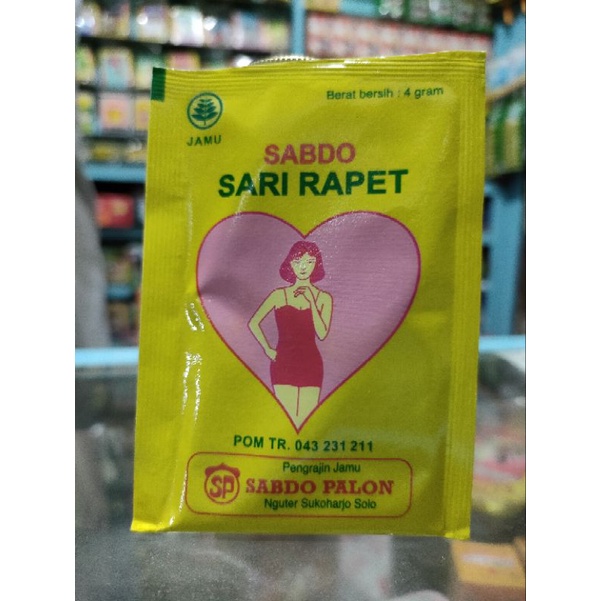 Berat bersih : 4 gram
JAMU
SABDO
SARI RAPET
POM TR. 043 231 211
Pengrajin Jamu
SP SABDO PALON
Nguter Sukoharjo Solo